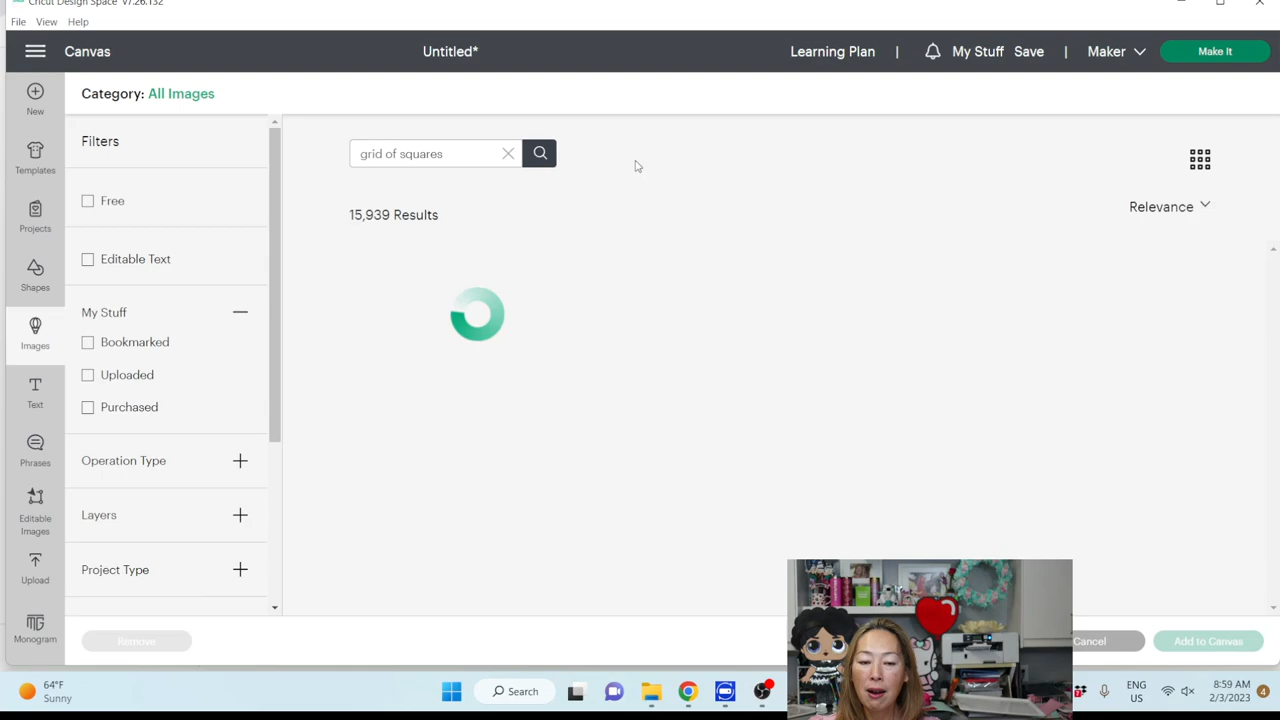 Cricut Design Space v7.26.132
File View Help
Canvas Untitled* Learning Plan | My Stuff Save | Maker Make It
New
Templates
Projects
Shapes
Images
Text
Phrases
Editable
Images
Upload
Monogram
Category: All Images
Filters
Free
Editable Text
My Stuff
Bookmarked
Uploaded
Purchased
Operation Type
Layers
Project Type
Remove
grid of squares
15,939 Results
Relevance
Cancel Add to Canvas
64°F
Sunny
Search
ENG
US
8:59 AM
2/3/2023
4